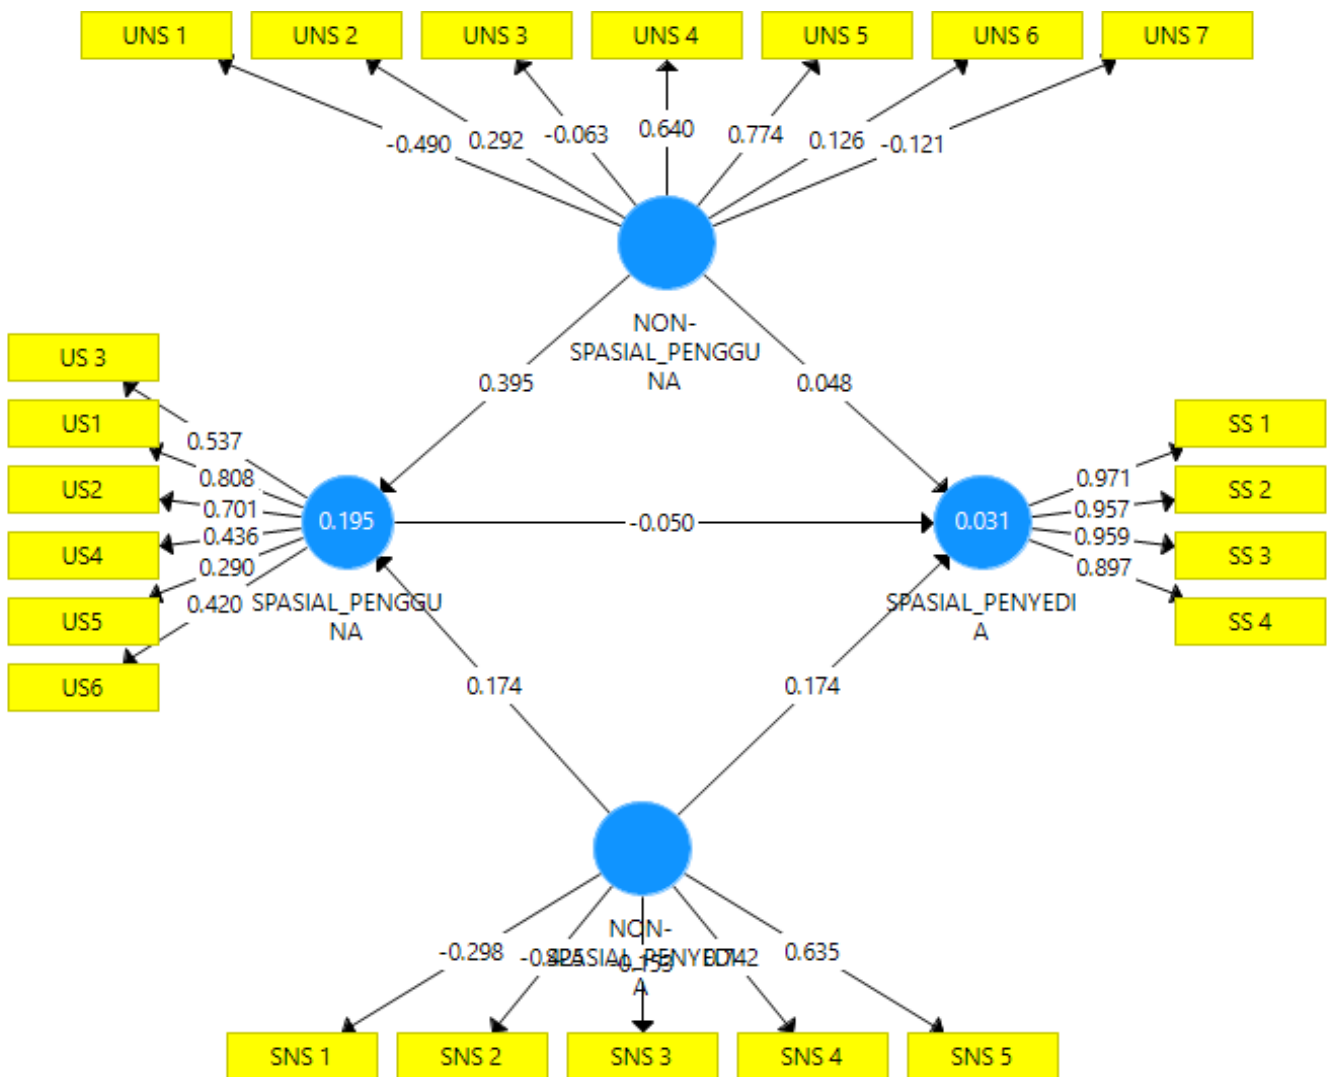 UNS 1 UNS 2 UNS 3 UNS 4 UNS 5 UNS 6 UNS 7
-0.490 0.292 -0.063 0.640 0.774 0.126 -0.121
NON-
SPASIAL_PENGGU
NA
0.395 0.048
US 3
US1
US2
US4
US5
US6
0.537
0.808
0.701
0.436
0.290
0.420
0.195
SPASIAL_PENGGU
NA
-0.050
0.031
SPASIAL_PENYEDI
A
0.971
0.957
0.959
0.897
SS 1
SS 2
SS 3
SS 4
0.174 0.174
NON-
SPASIAL_PENYEDI
A
-0.298 0.635
SNS 1 SNS 2 SNS 3 SNS 4 SNS 5